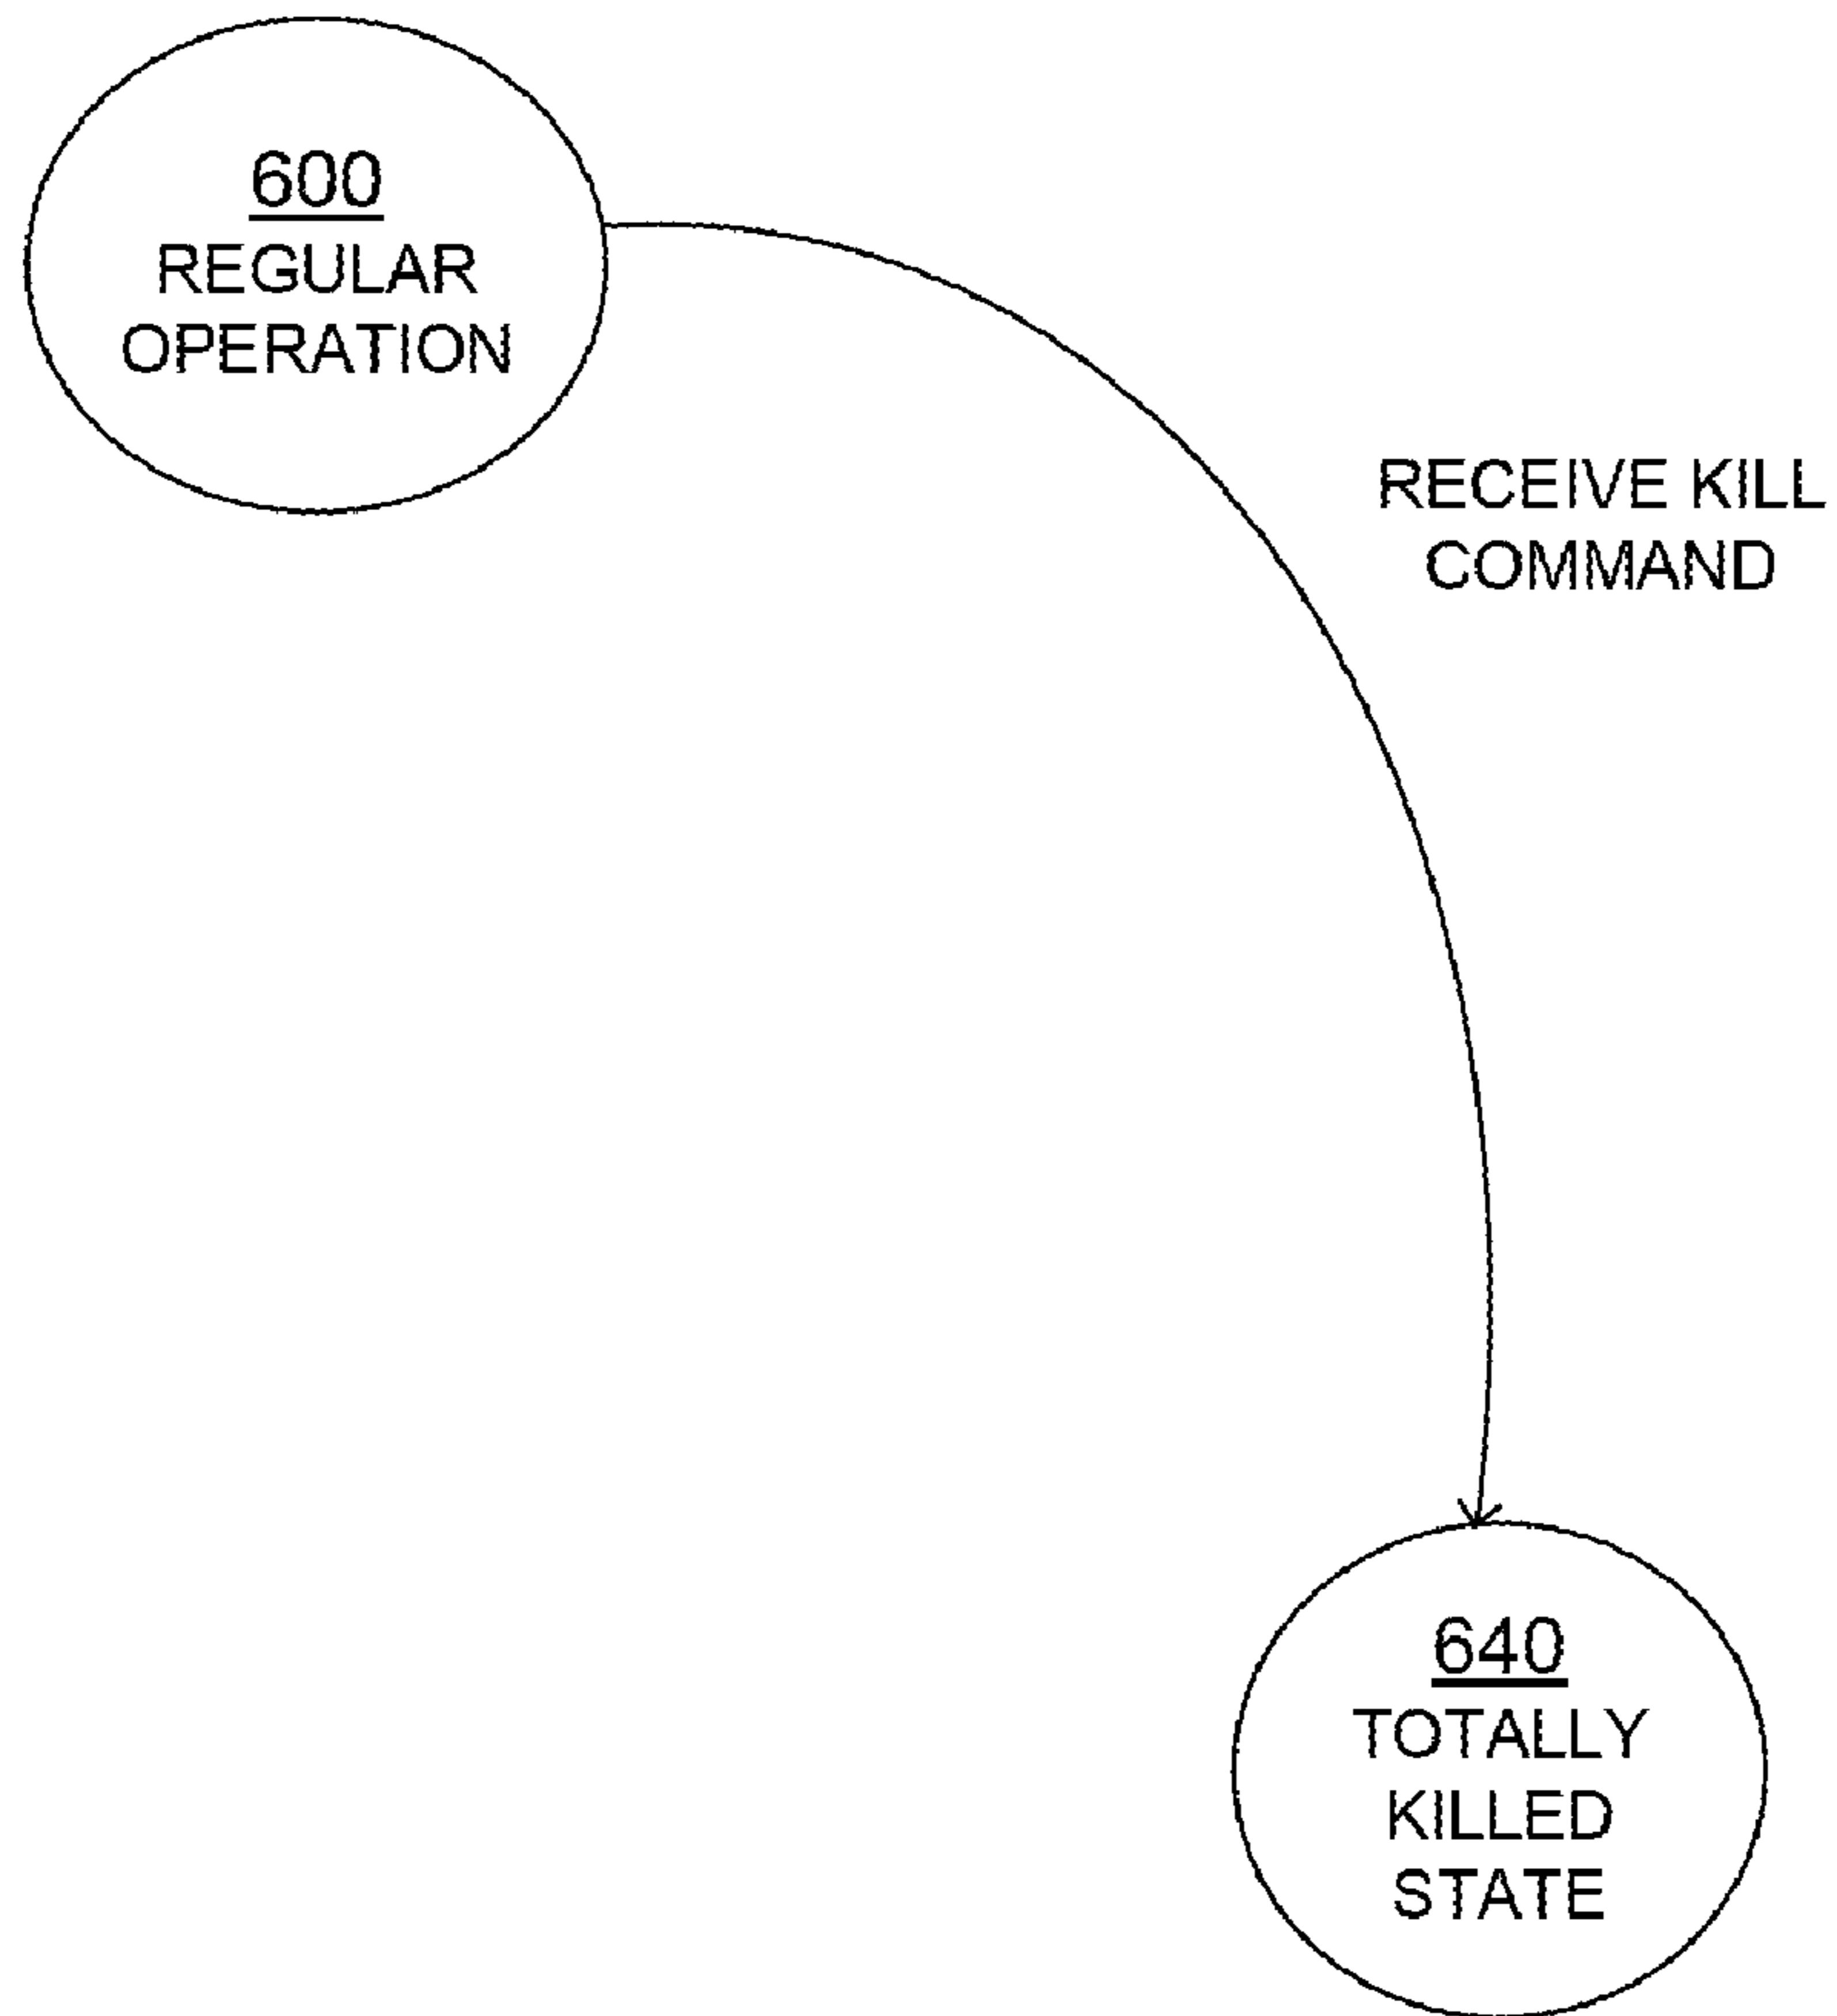 600
REGULAR
OPERATION
RECEIVE KILL
COMMAND
640
TOTALLY
KILLED
STATE